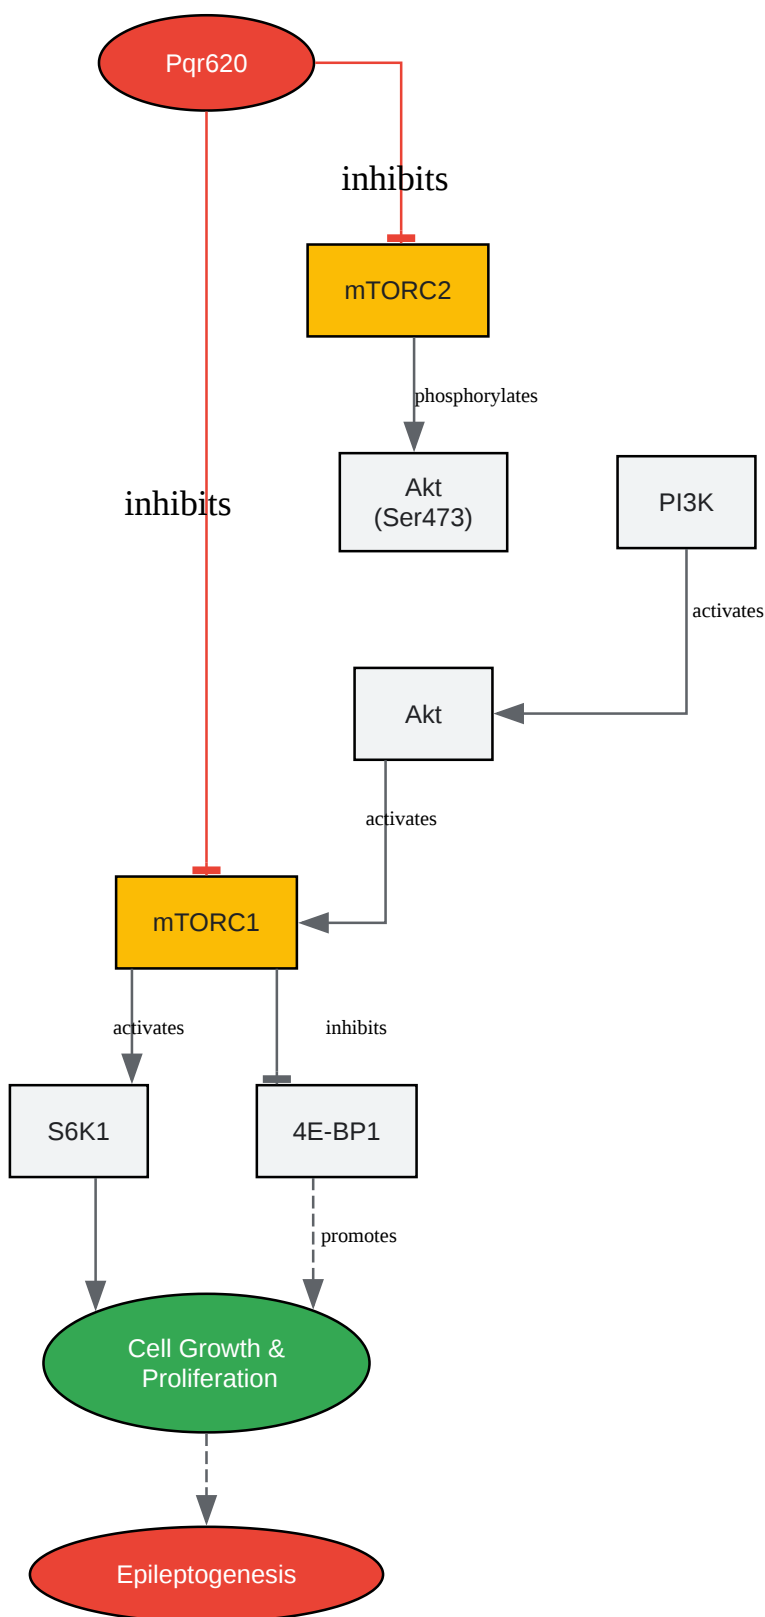 Pqr620
inhibits
mTORC2
phosphorylates
Akt
(Ser473)
PI3K
inhibits
activates
Akt
activates
mTORC1
activates
inhibits
S6K1
4E-BP1
promotes
Cell Growth &
Proliferation
Epileptogenesis